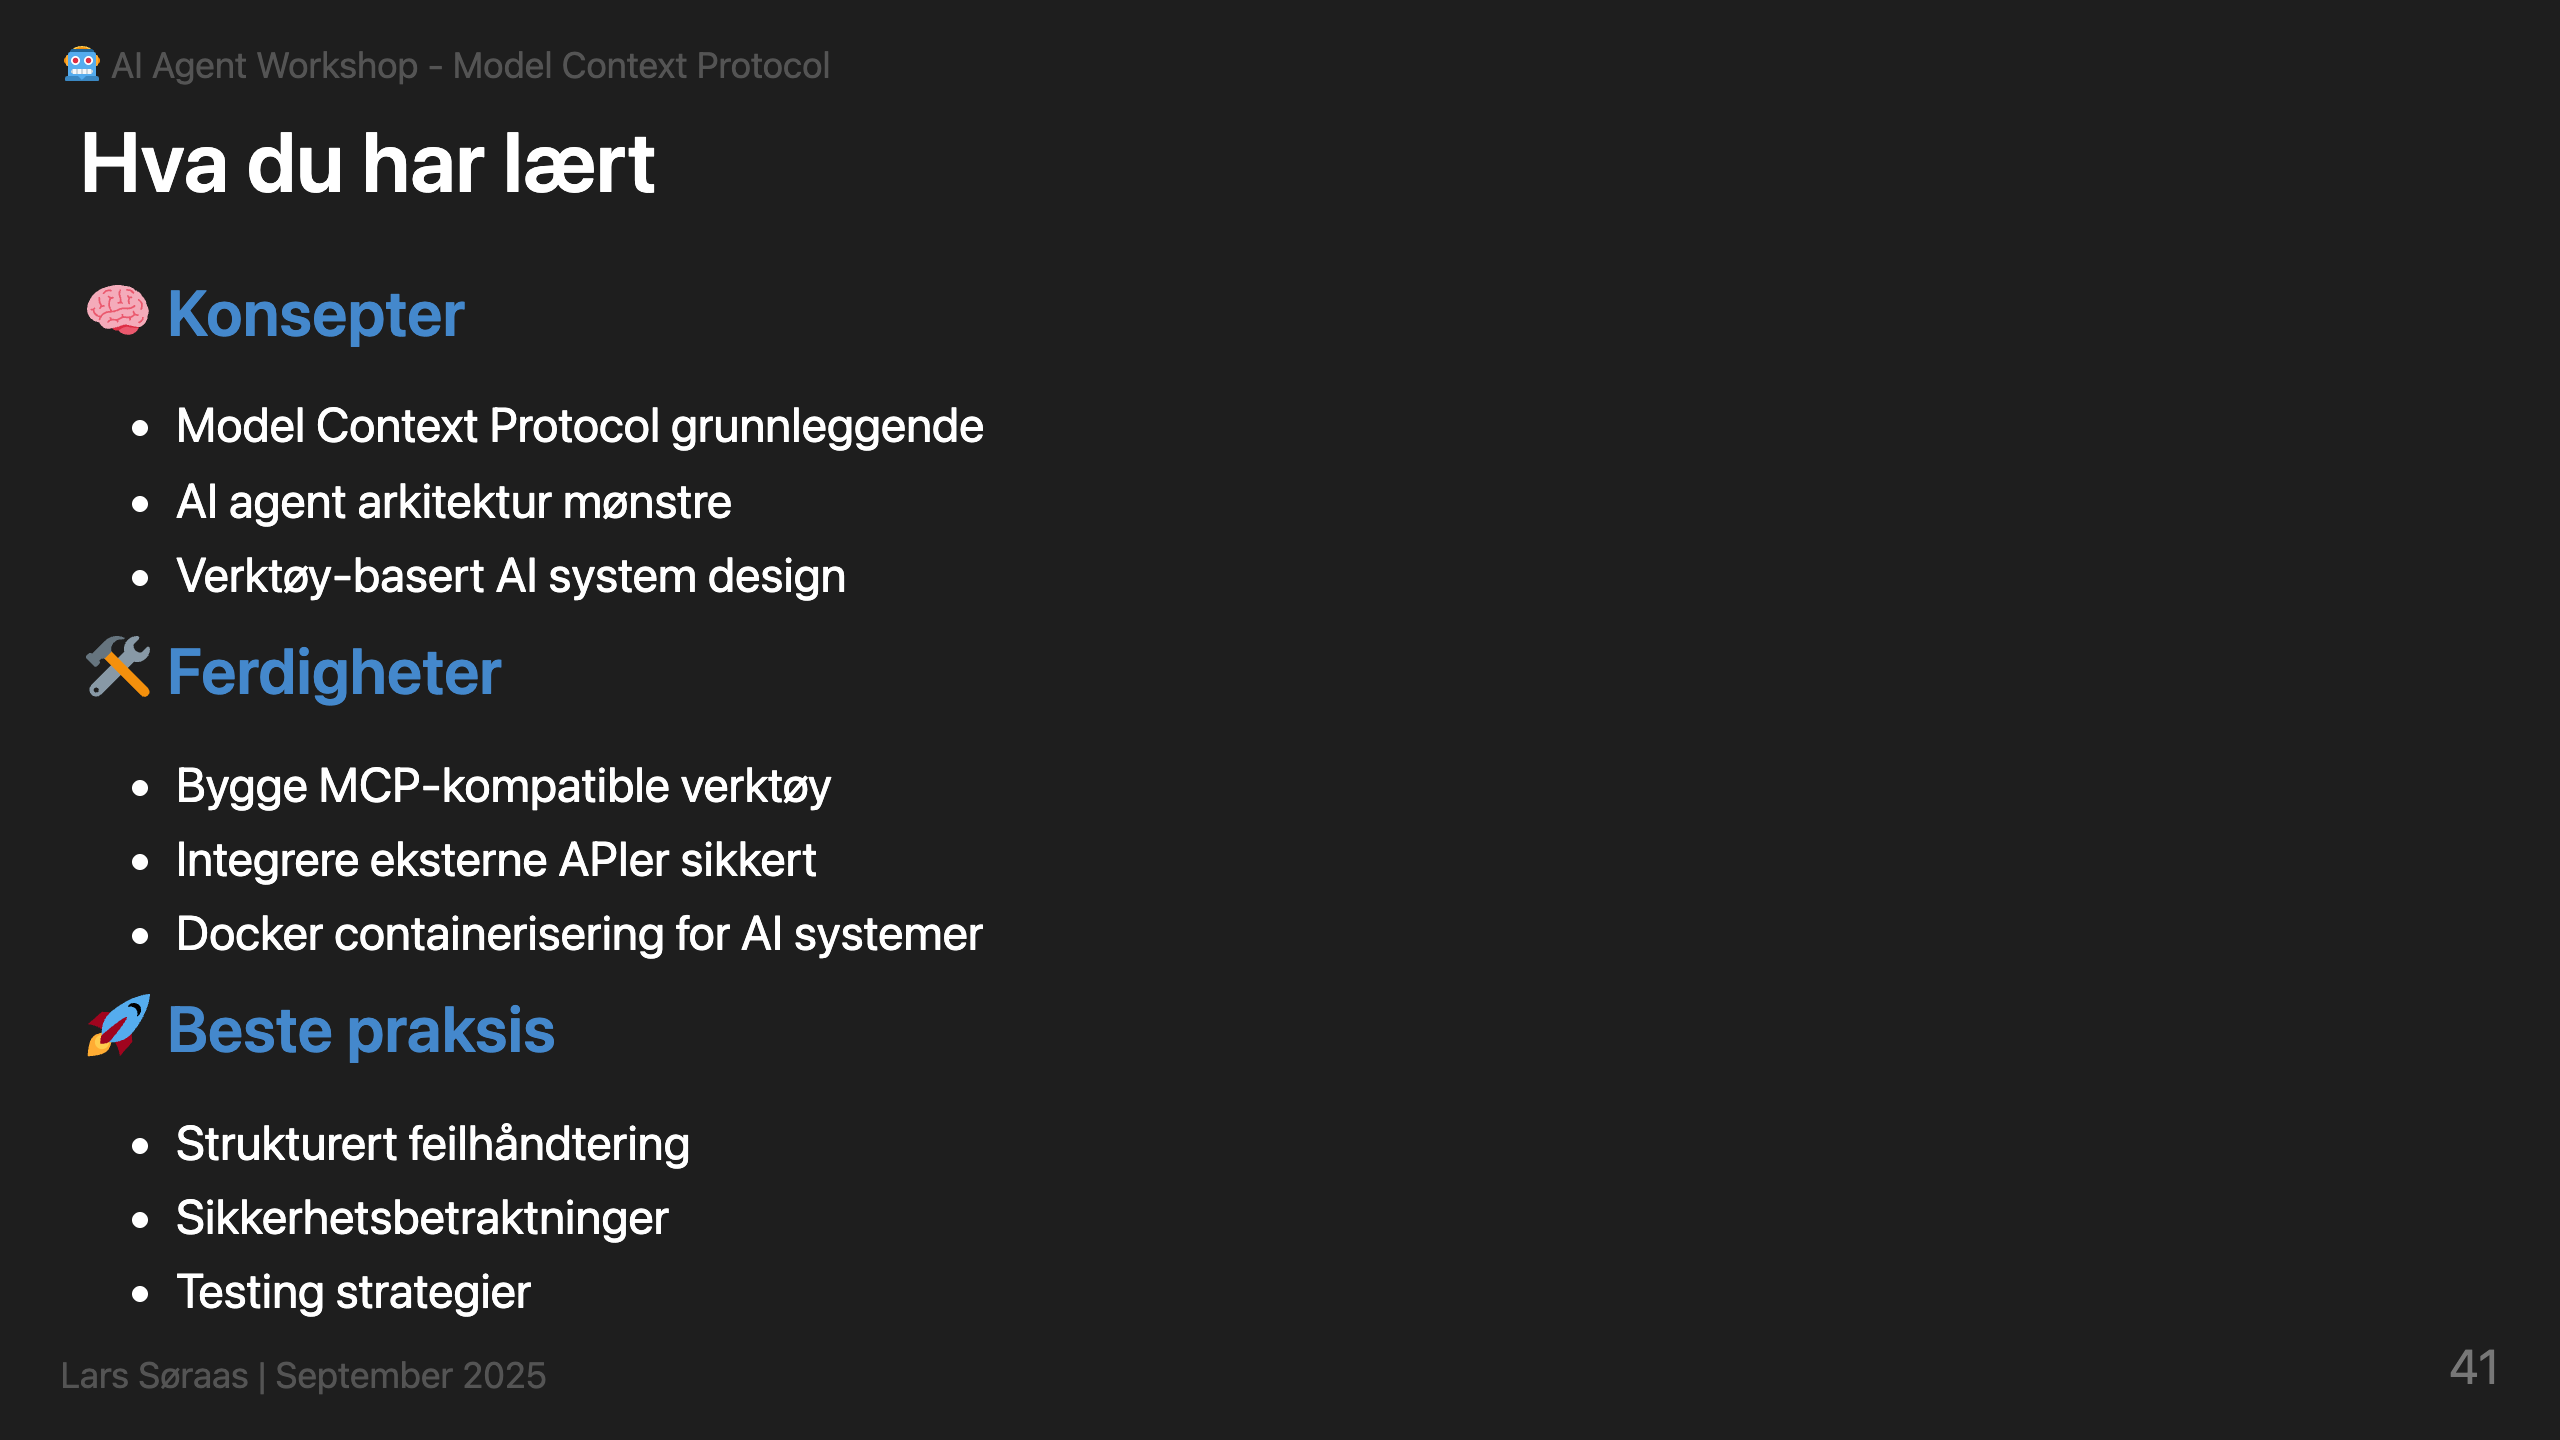 AI Agent Workshop - Model Context Protocol
Hva du har lært
Konsepter
Model Context Protocol grunnleggende
AI agent arkitektur mønstre
Verktøy-basert AI system design
Ferdigheter
Bygge MCP-kompatible verktøy
Integrere eksterne APIer sikkert
Docker containerisering for AI systemer
Beste praksis
Strukturert feilhåndtering
Sikkerhetsbetraktninger
Testing strategier
Lars Søraas | September 2025
41